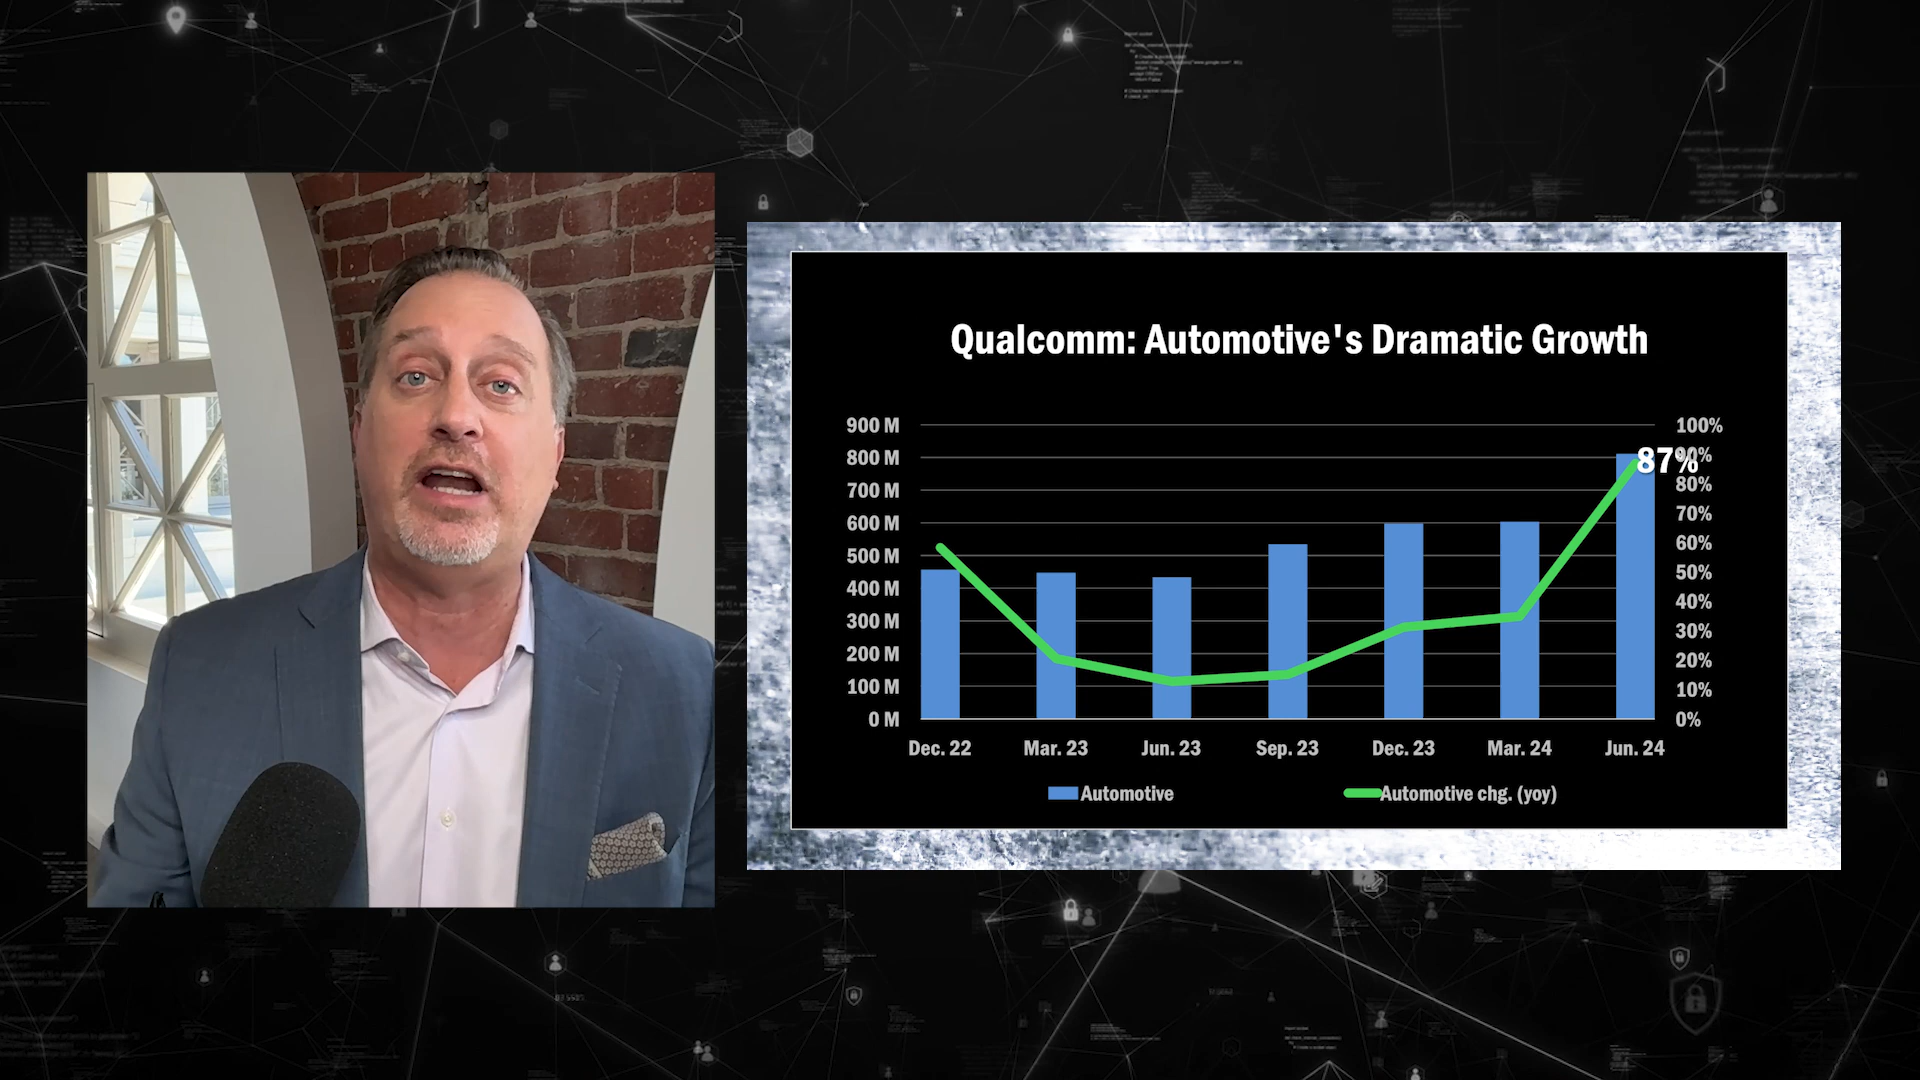 Qualcomm: Automotive's Dramatic Growth
900 M
800 M
700 M
600 M
500 M
400 M
300 M
200 M
100 M
0 M
100%
90%
87%
80%
70%
60%
50%
40%
30%
20%
10%
0%
Dec. 22 Mar. 23 Jun. 23 Sep. 23 Dec. 23 Mar. 24 Jun. 24
Automotive Automotive chg. (yoy)